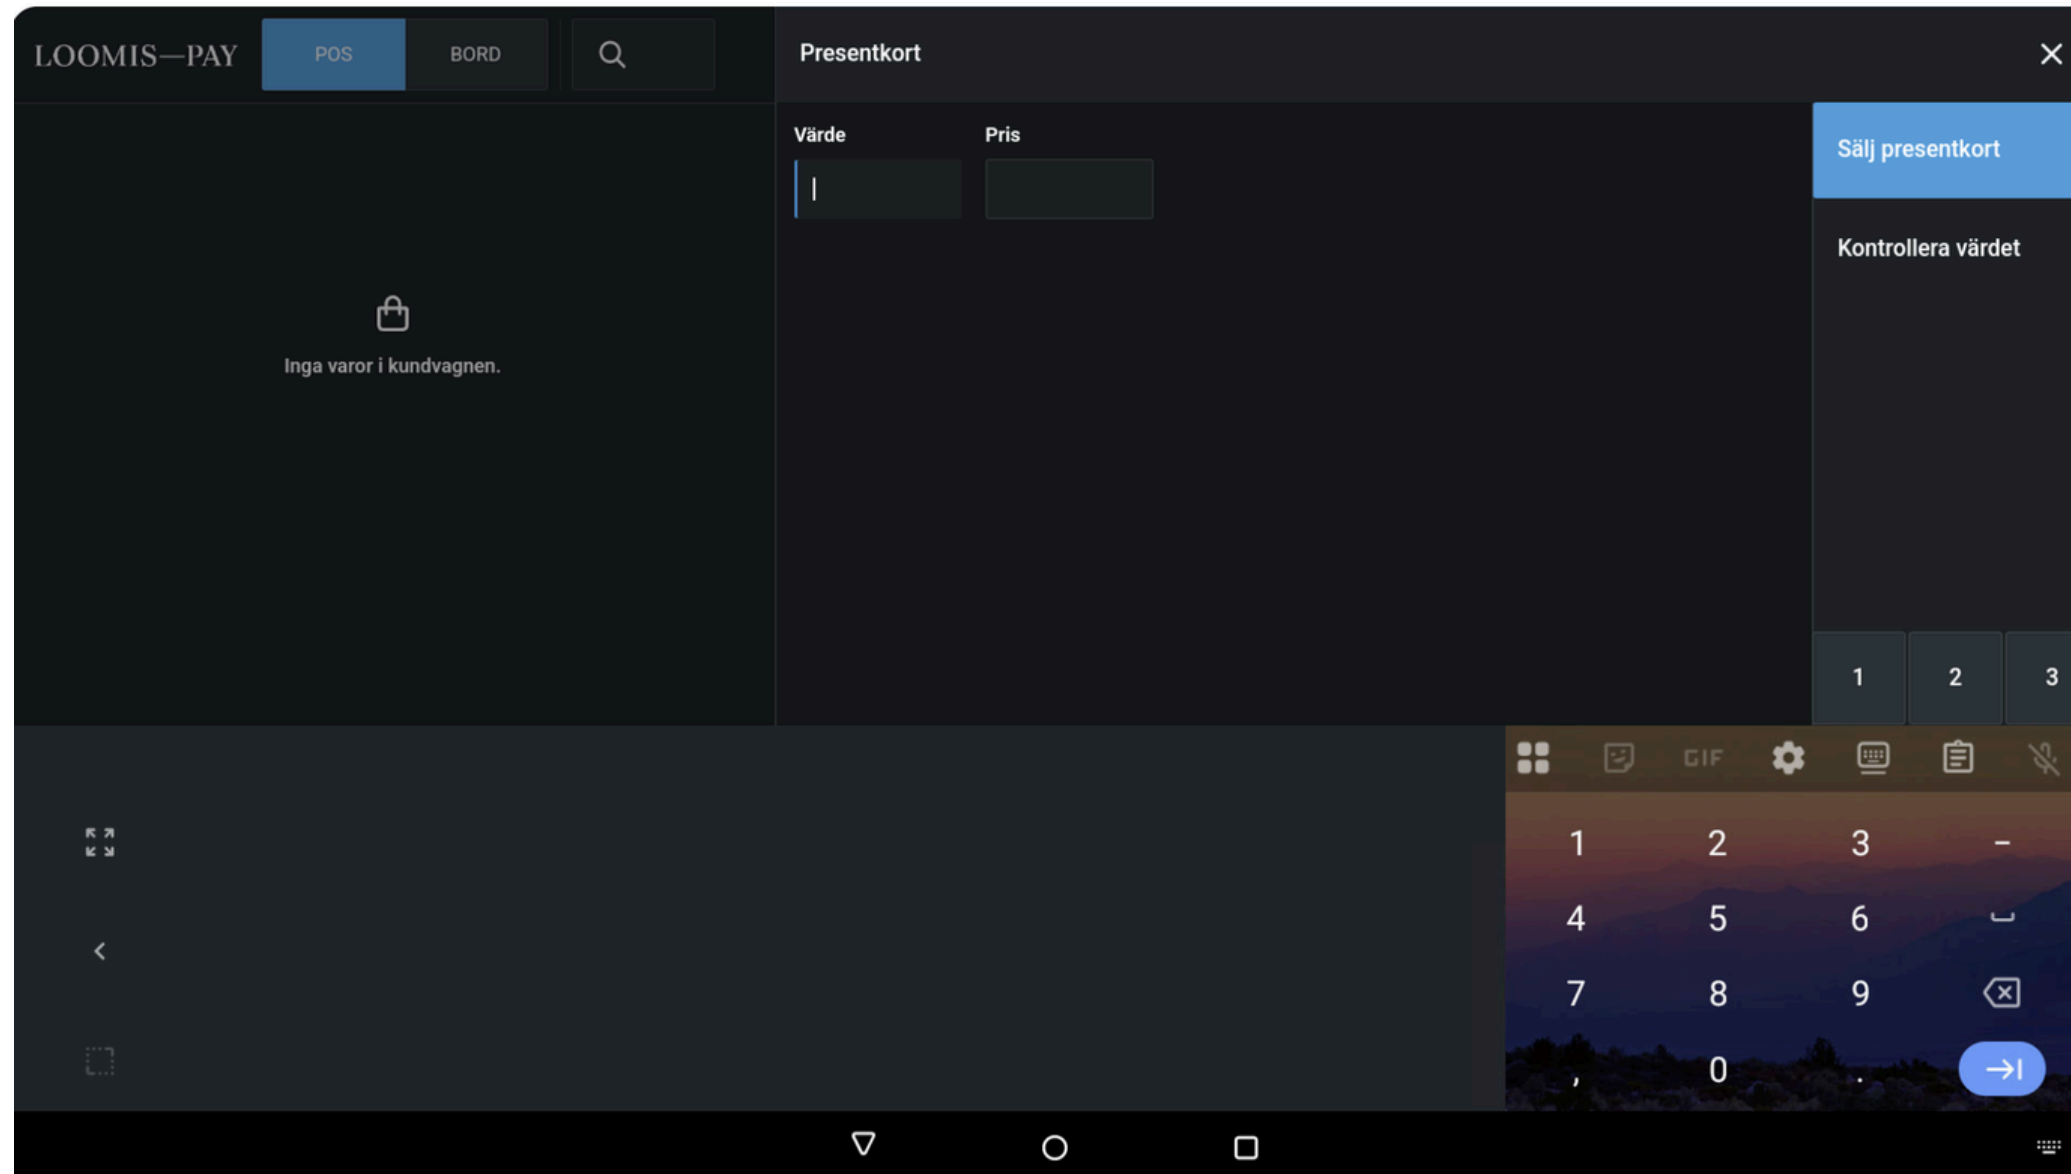 LOOMIS—PAY
POS
BORD
Presentkort
Värde
Pris
Sälj presentkort
Kontrollera värdet
Inga varor i kundvagnen.
1 2 3
GIF
1 2 3 -
4 5 6
7 8 9
, 0 .